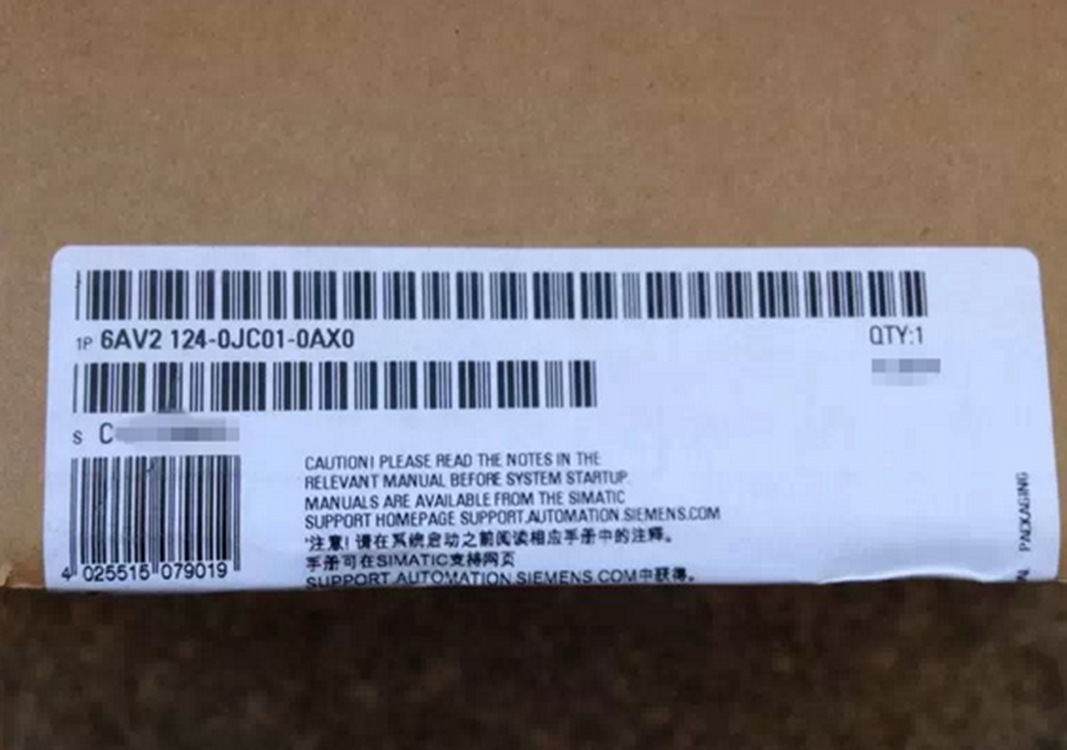 1P 6AV2 124-0JC01-0AX0
QTY:1
S C
CAUTION! PLEASE READ THE NOTES IN THE
RELEVANT MANUAL BEFORE SYSTEM STARTUP.
MANUALS ARE AVAILABLE FROM THE SIMATIC
SUPPORT HOMEPAGE SUPPORT.AUTOMATION.SIEMENS.COM
'注意! 请在系统启动之前阅读相应手册中的注释。
手册可在SIMATIC支持网页
SUPPORT.AUTOMATION.SIEMENS.COM中获得。
4 025515 079019
PACKAGING